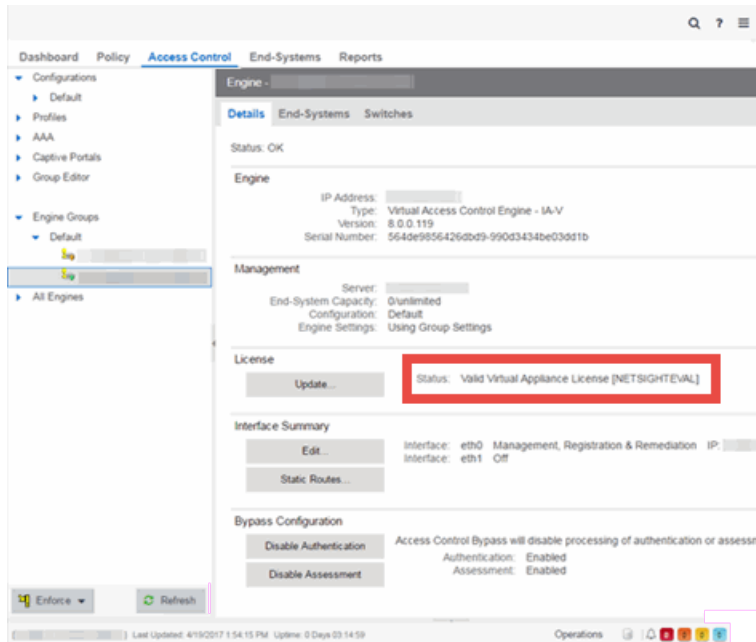 Dashboard Policy Access Control End-Systems Reports
Configurations
Default
Profiles
AAA
Captive Portals
Group Editor
Engine Groups
Default
All Engines
Enforce
Refresh
Engine -
Details End-Systems Switches
Status: OK
Engine
IP Address:
Type: Virtual Access Control Engine - IA-V
Version: 8.0.0.119
Serial Number: 564de9856426dbd9-990d3434be03dd1b
Management
Server:
End-System Capacity: 0/unlimited
Configuration: Default
Engine Settings: Using Group Settings
License
Update...
Status: Valid Virtual Appliance License [NETSIGHTEVAL]
Interface Summary
Edit...
Static Routes...
Interface: eth0 Management, Registration & Remediation IP:
Interface: eth1 Off
Bypass Configuration
Disable Authentication
Disable Assessment
Access Control Bypass will disable processing of authentication or assessm
Authentication: Enabled
Assessment: Enabled
Last Updated: 4/19/2017 1:54:15 PM Uptime: 0 Days 03:14:59
Operations